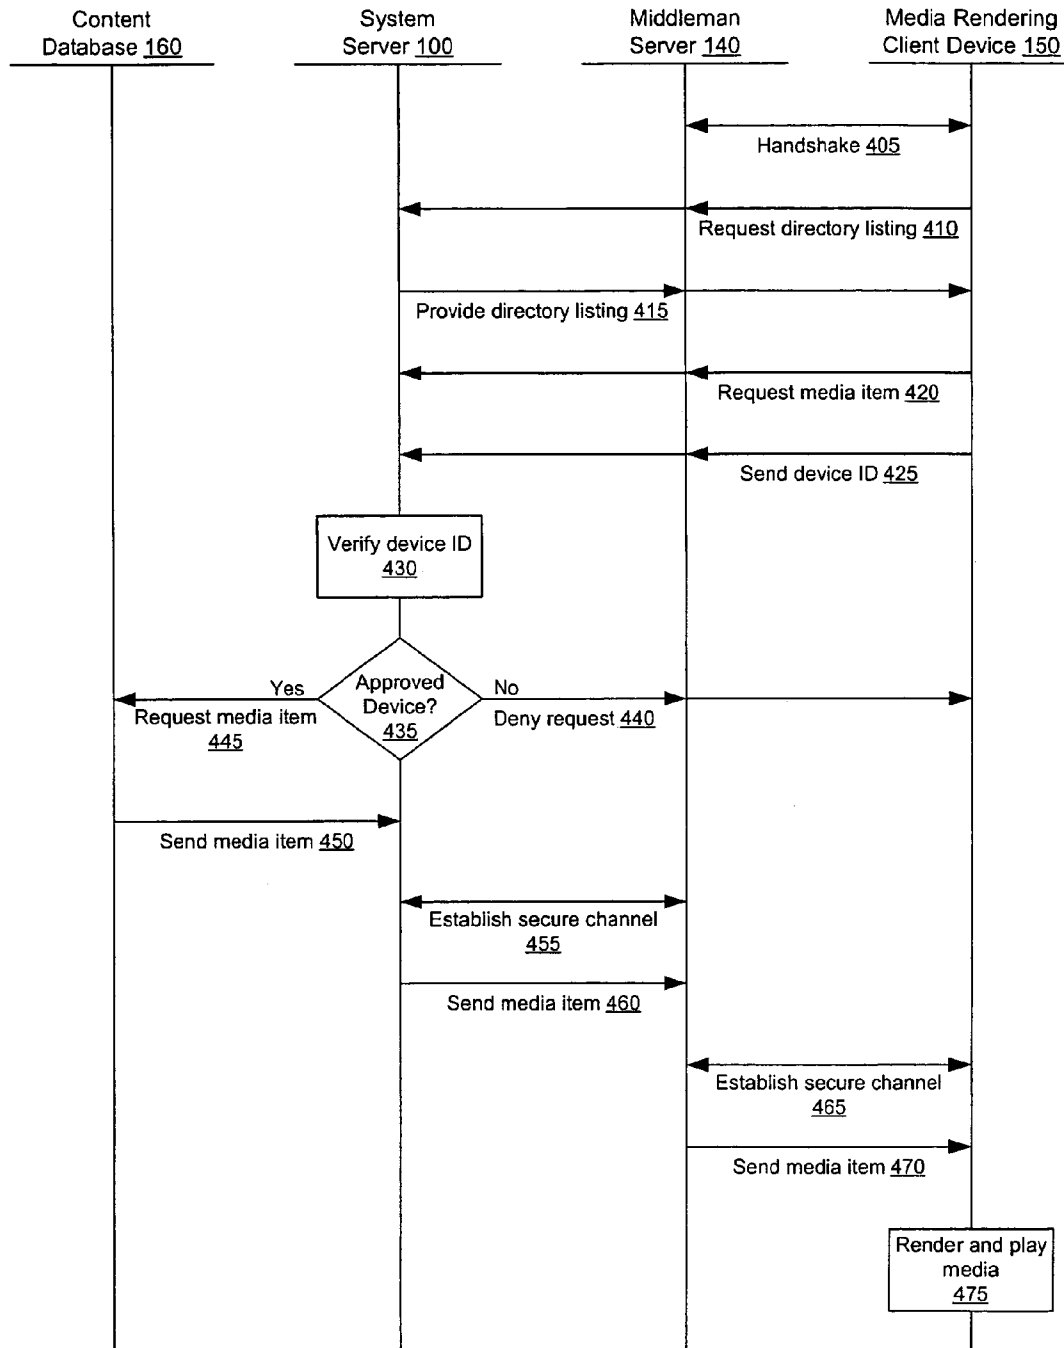 Content
Database 160
System
Server 100
Middleman
Server 140
Media Rendering
Client Device 150
Handshake 405
Request directory listing 410
Provide directory listing 415
Request media item 420
Send device ID 425
Verify device ID
430
Yes
Approved
Device?
435
No
Request media item
445
Deny request 440
Send media item 450
Establish secure channel
455
Send media item 460
Establish secure channel
465
Send media item 470
Render and play
media
475